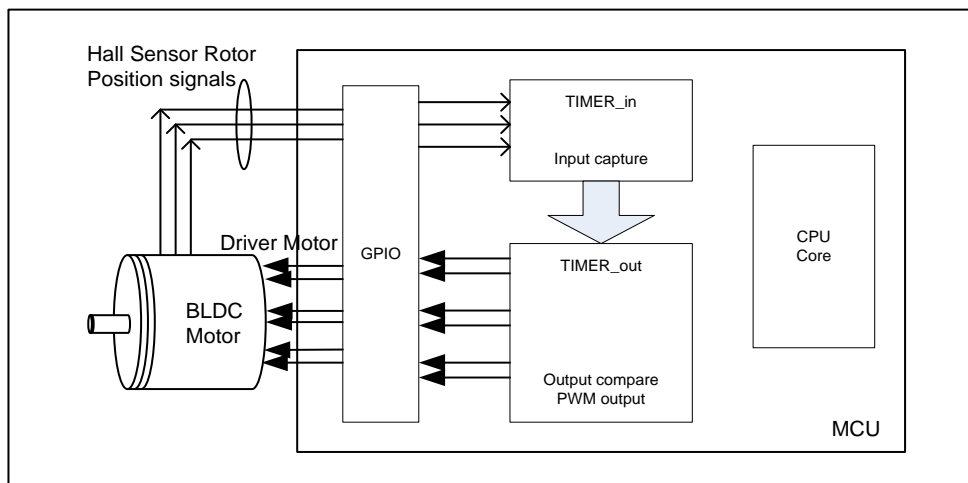 Hall Sensor Rotor
Position signals
TIMER_in
Input capture
Driver Motor
GPIO
TIMER_out
CPU
Core
BLDC
Motor
Output compare
PWM output
MCU